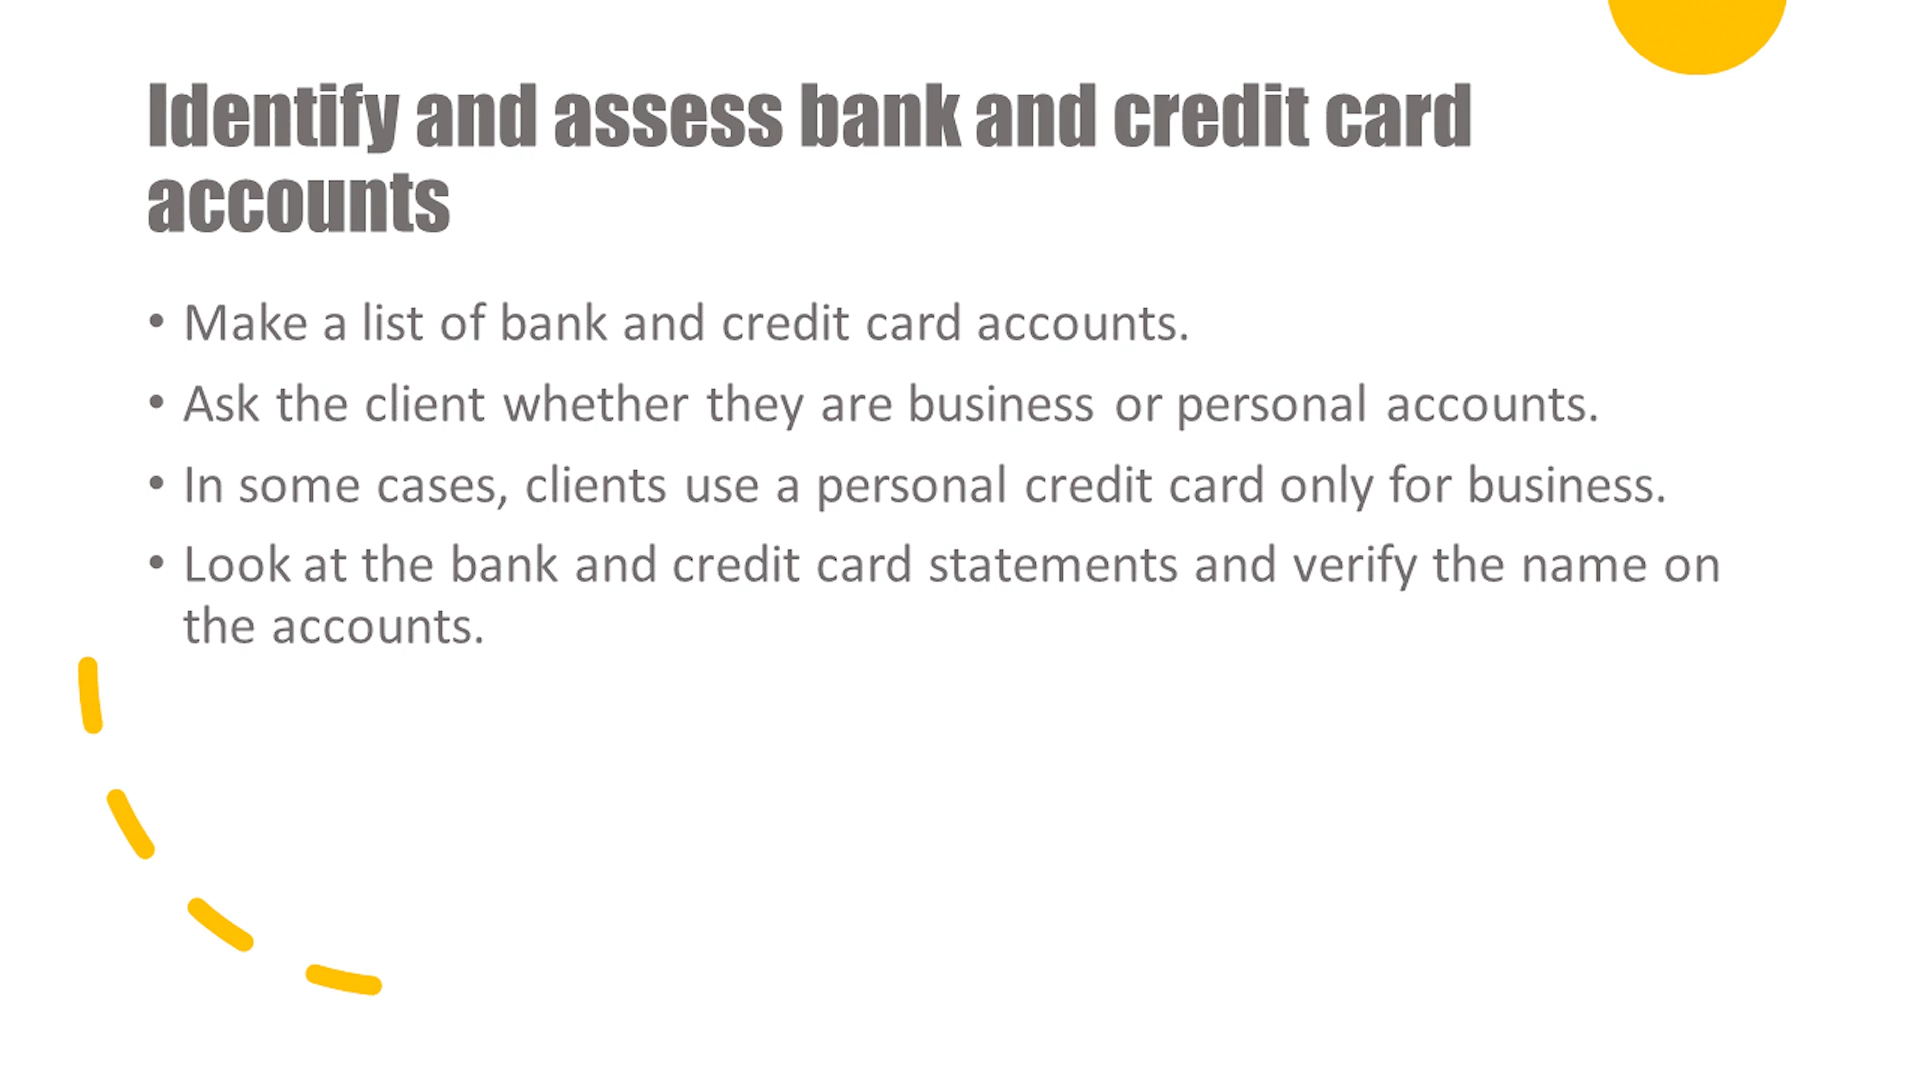 Identify and assess bank and credit card
accounts
• Make a list of bank and credit card accounts.
• Ask the client whether they are business or personal accounts.
• In some cases, clients use a personal credit card only for business.
• Look at the bank and credit card statements and verify the name on
the accounts.